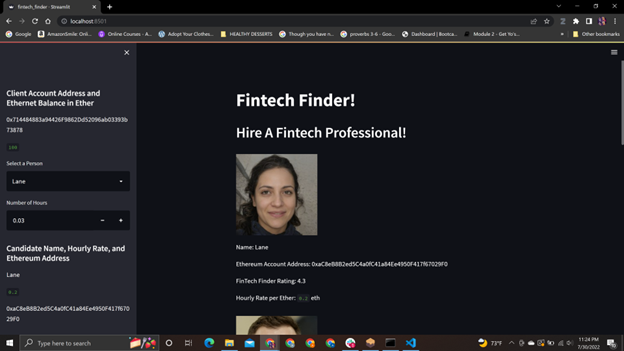 fintech_finder · Streamlit
localhost:8501
Google
AmazonSmile: Onli...
Online Courses - A...
Adopt Your Clothes...
HEALTHY DESSERTS
Though you have n...
proverbs 3-6 - Goo...
Dashboard | Bootca...
Module 2 - Get Yo's...
Other bookmarks
Client Account Address and
Ethernet Balance in Ether
0x714484883a94426F9862Dd52096ab03393b
73878
100
Select a Person
Lane
Number of Hours
0.03
Candidate Name, Hourly Rate, and
Ethereum Address
Lane
0.2
0xaC8eB8B2ed5C4a0fC41a84Ee4950F417f670
29F0
Fintech Finder!
Hire A Fintech Professional!
Name: Lane
Ethereum Account Address: 0xaC8eB8B2ed5C4a0fC41a84Ee4950F417f67029F0
FinTech Finder Rating: 4.3
Hourly Rate per Ether: 0.2 eth
Type here to search
73°F
11:24 PM
7/30/2022